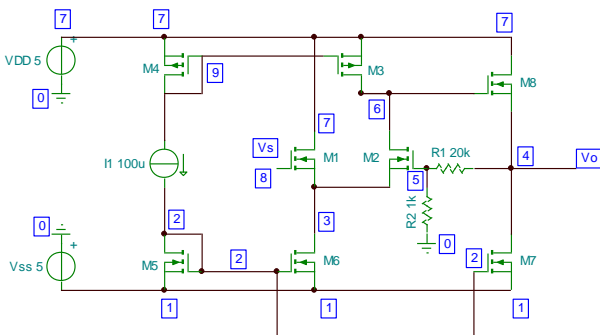 7 7 7
VDD 5
M4 M3 M8
9
0
6
7
Vs
M1 M2 R1 20k 4 Vo
I1 100u
8 5
R2 1k
0 2 3 0
2 2
Vss 5 M5 M6 M7
1 1 1